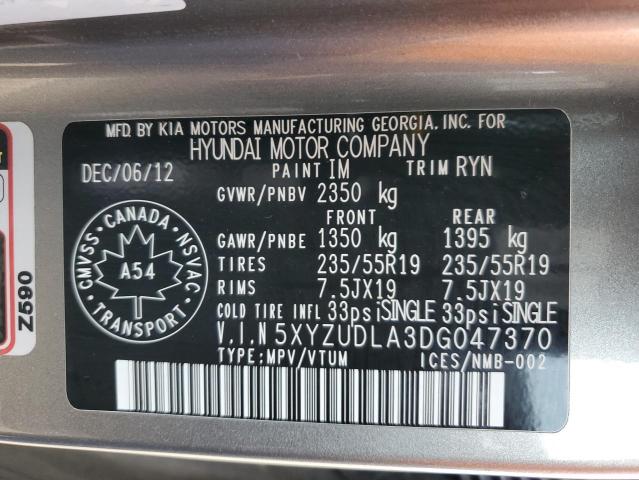 MFD. BY KIA MOTORS MANUFACTURING GEORGIA, INC. FOR
HYUNDAI MOTOR COMPANY
DEC/06/12 PAINT IM TRIM RYN
GVWR/PNBV 2350 kg
FRONT REAR
GAWR/PNBE 1350 kg 1395 kg
TIRES 235/55R19 235/55R19
RIMS 7.5JX19 7.5JX19
COLD TIRE INFL 33psiSINGLE 33psiSINGLE
V.I.N 5XYZUDLA3DG047370
TYPE:MPV/VTUM ICES/NMB-002
CMVSS · CANADA · NSVAC
A54
TRANSPORT
Z590